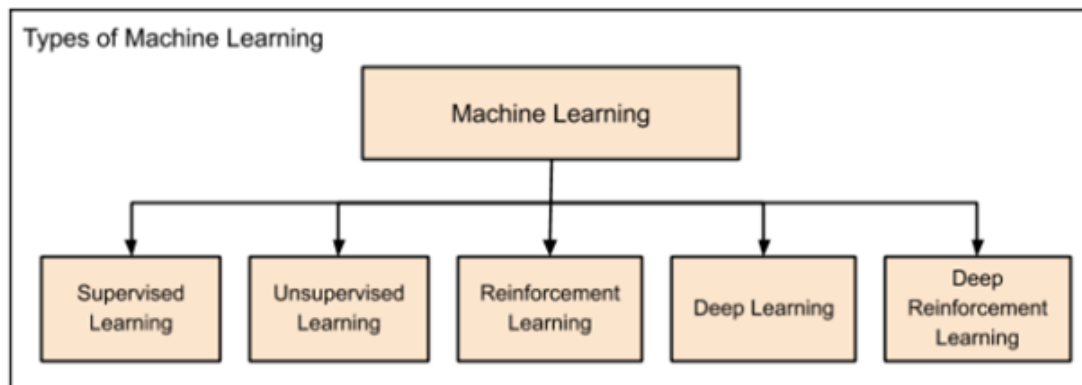 Types of Machine Learning
Machine Learning
Supervised
Learning
Unsupervised
Learning
Reinforcement
Learning
Deep Learning
Deep
Reinforcement
Learning